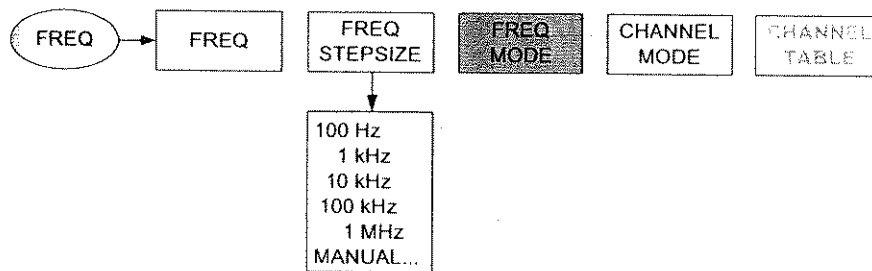 FREQ
FREQ
FREQ
STEPSIZE
FREQ
MODE
CHANNEL
MODE
CHANNEL
TABLE
100 Hz
1 kHz
10 kHz
100 kHz
1 MHz
MANUAL...